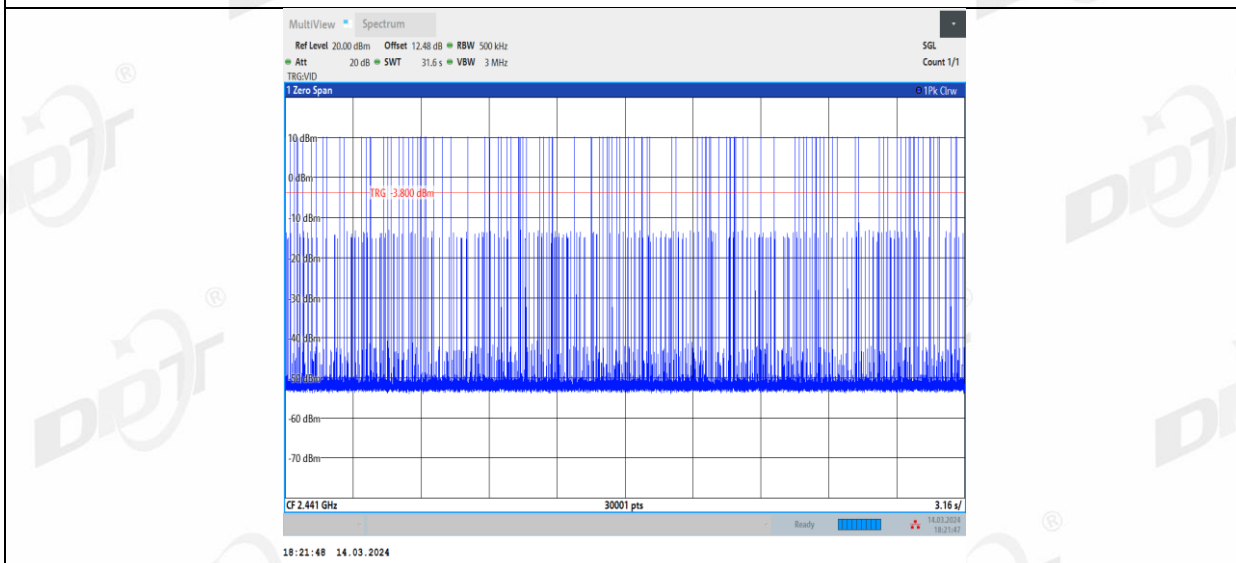 MultiView Spectrum
Ref Level 20.00 dBm Offset 12.48 dB RBW 500 kHz SGL
Att 20 dB SWT 31.6 s VBW 3 MHz Count 1/1
TRG:VID
1 Zero Span 1Pk Clrw
10 dBm
0 dBm
TRG -3.800 dBm
-10 dBm
-20 dBm
-30 dBm
-40 dBm
-50 dBm
-60 dBm
-70 dBm
CF 2.441 GHz 30001 pts 3.16 s/
Ready 14.03.2024
18:21:47
18:21:48 14.03.2024
DDT
®
DDT
®
DDT
DDT
®